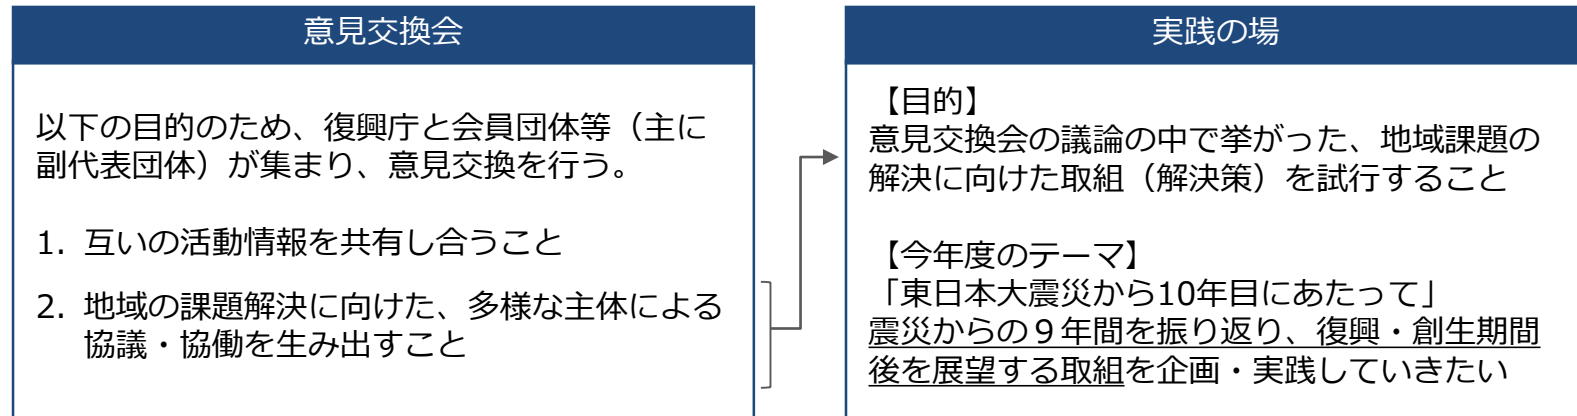 意見交換会
以下の目的のため、復興庁と会員団体等（主に
副代表団体）が集まり、意見交換を行う。
1. 互いの活動情報を共有し合うこと
2. 地域の課題解決に向けた、多様な主体による
協議・協働を生み出すこと
実践の場
【目的】
意見交換会の議論の中で挙がった、地域課題の
解決に向けた取組（解決策）を試行すること
【今年度のテーマ】
「東日本大震災から10年目にあたって」
震災からの９年間を振り返り、復興・創生期間
後を展望する取組を企画・実践していきたい